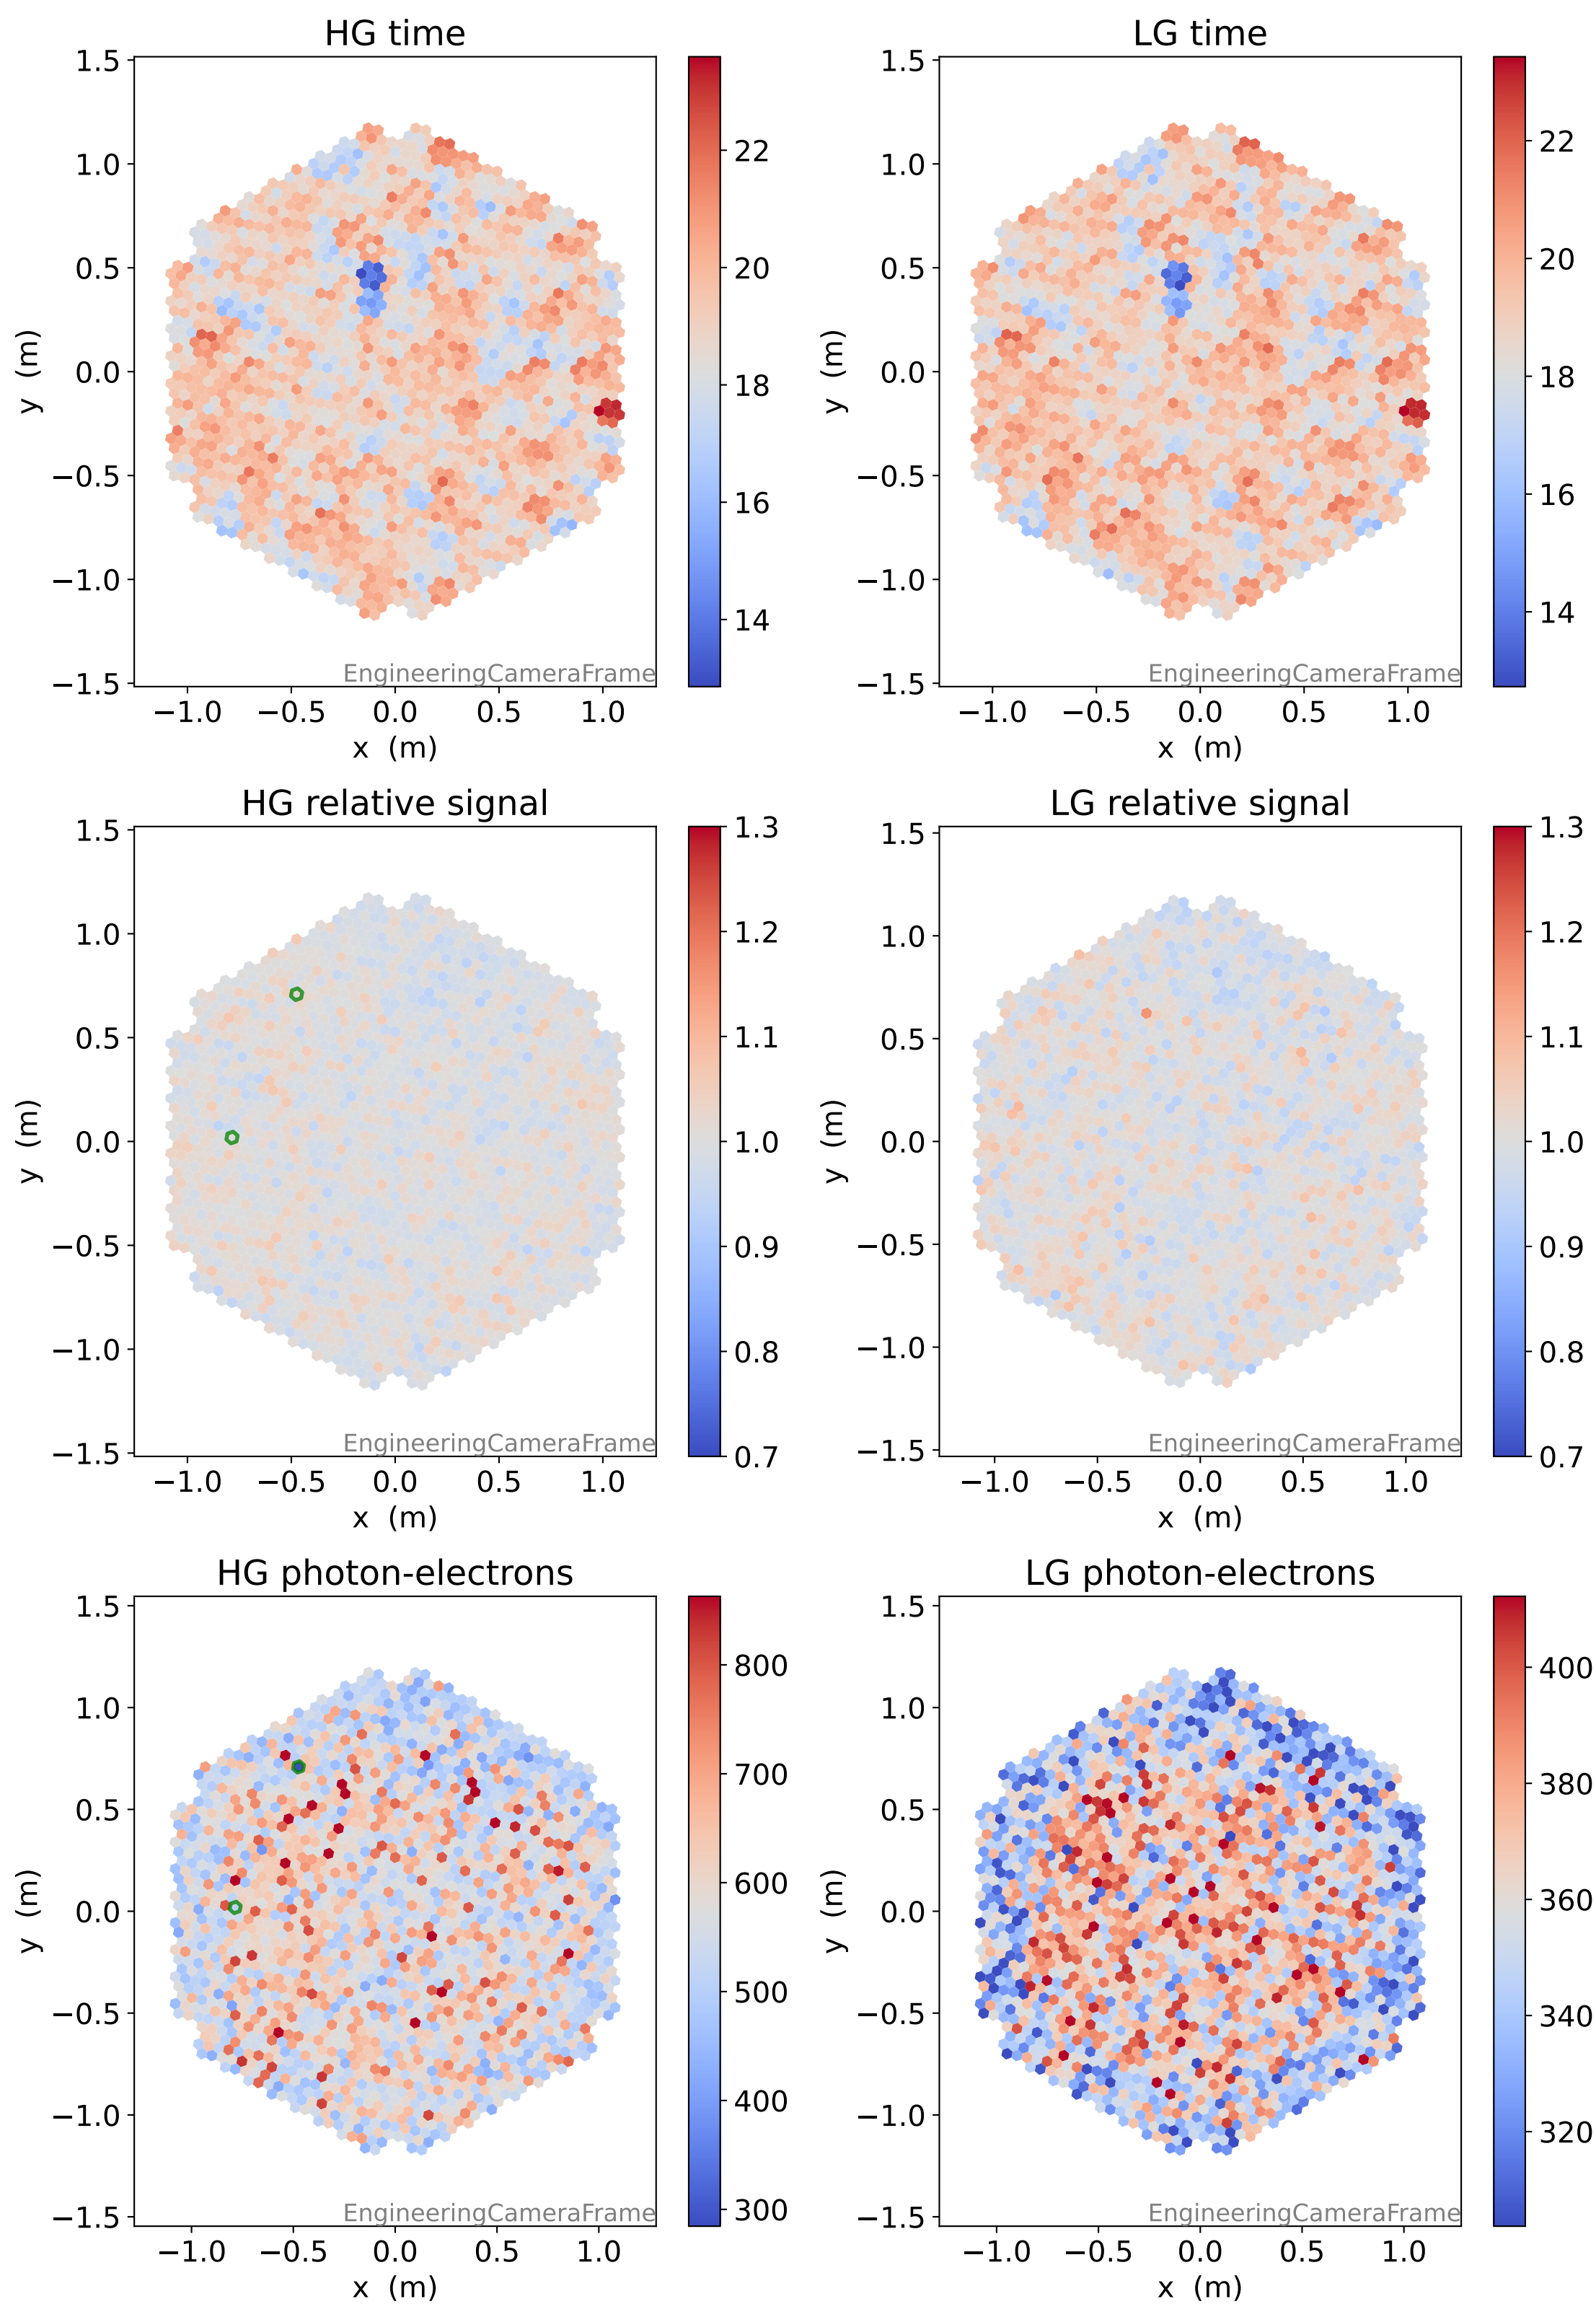 HG time
LG time
1.5
1.0
0.5
0.0
−0.5
−1.0
−1.5
y (m)
−1.0 −0.5 0.0 0.5 1.0
x (m)
EngineeringCameraFrame
22
20
18
16
14
1.5
1.0
0.5
0.0
−0.5
−1.0
−1.5
y (m)
−1.0 −0.5 0.0 0.5 1.0
x (m)
EngineeringCameraFrame
22
20
18
16
14
HG relative signal
LG relative signal
1.5
1.0
0.5
0.0
−0.5
−1.0
−1.5
y (m)
−1.0 −0.5 0.0 0.5 1.0
x (m)
EngineeringCameraFrame
1.3
1.2
1.1
1.0
0.9
0.8
0.7
1.5
1.0
0.5
0.0
−0.5
−1.0
−1.5
y (m)
−1.0 −0.5 0.0 0.5 1.0
x (m)
EngineeringCameraFrame
1.3
1.2
1.1
1.0
0.9
0.8
0.7
HG photon-electrons
LG photon-electrons
1.5
1.0
0.5
0.0
−0.5
−1.0
−1.5
y (m)
−1.0 −0.5 0.0 0.5 1.0
x (m)
EngineeringCameraFrame
800
700
600
500
400
300
1.5
1.0
0.5
0.0
−0.5
−1.0
−1.5
y (m)
−1.0 −0.5 0.0 0.5 1.0
x (m)
EngineeringCameraFrame
400
380
360
340
320